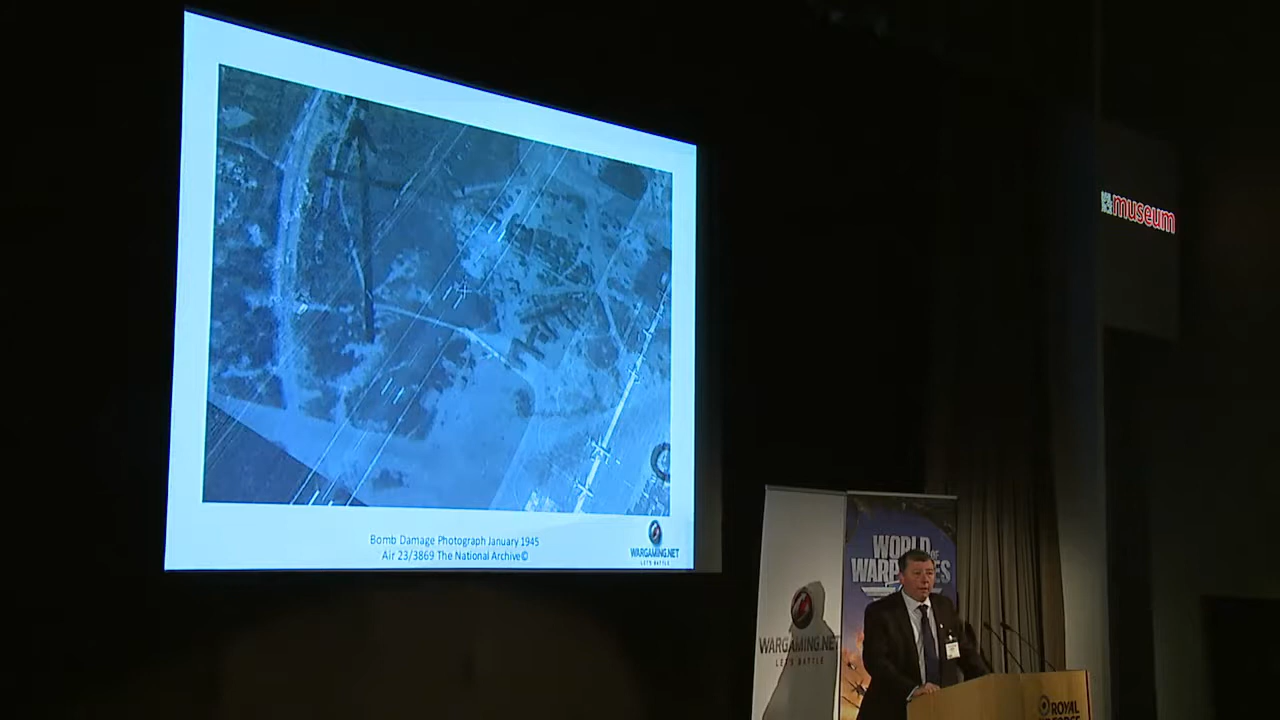 museum
Bomb Damage Photograph January 1945
Air 23/3869 The National Archive©
WARGAMING.NET
LET'S BATTLE
WORLD OF
WARPLANES
WARGAMING.NET
LET'S BATTLE
ROYAL